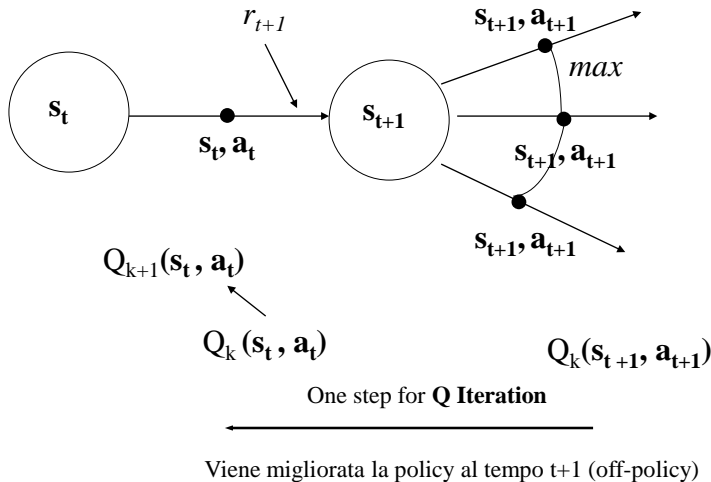 r_{t+1}
s_{t+1}, a_{t+1}
max
s_t
s_{t+1}
s_t, a_t
s_{t+1}, a_{t+1}
s_{t+1}, a_{t+1}
Q_{k+1}(s_t, a_t)
Q_k(s_t, a_t)
Q_k(s_{t+1}, a_{t+1})
One step for Q Iteration
Viene migliorata la policy al tempo t+1 (off-policy)